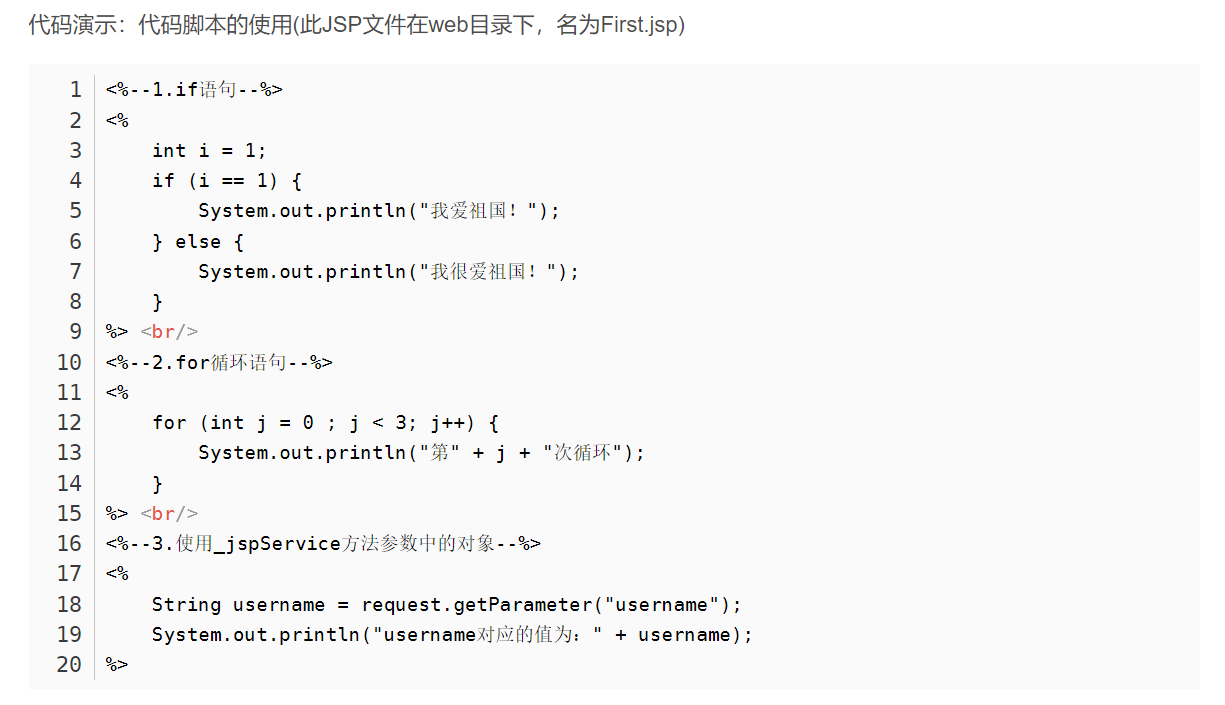 代码演示：代码脚本的使用(此JSP文件在web目录下，名为First.jsp)
1 <%--1.if语句--%>
2 <%
3     int i = 1;
4     if (i == 1) {
5         System.out.println("我爱祖国！");
6     } else {
7         System.out.println("我很爱祖国！");
8     }
9 %> <br/>
10 <%--2.for循环语句--%>
11 <%
12     for (int j = 0 ; j < 3; j++) {
13         System.out.println("第" + j + "次循环");
14     }
15 %> <br/>
16 <%--3.使用_jspService方法参数中的对象--%>
17 <%
18     String username = request.getParameter("username");
19     System.out.println("username对应的值为：" + username);
20 %>